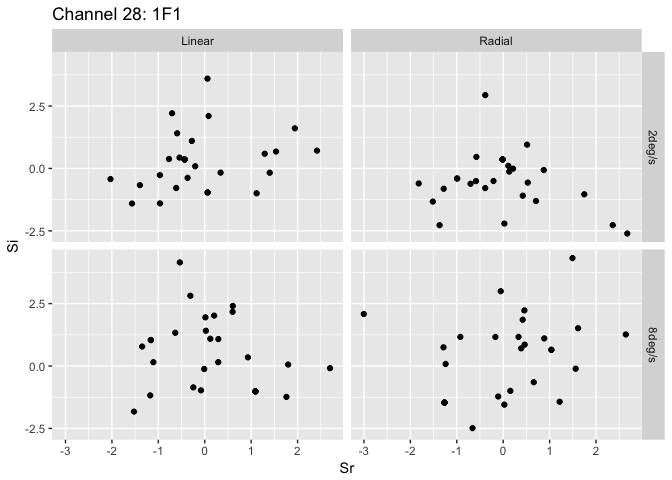 Channel 28: 1F1
Linear
Radial
2.5
0.0
-2.5
2deg/s
Si
2.5
0.0
-2.5
8deg/s
-3 -2 -1 0 1 2
-3 -2 -1 0 1 2
Sr